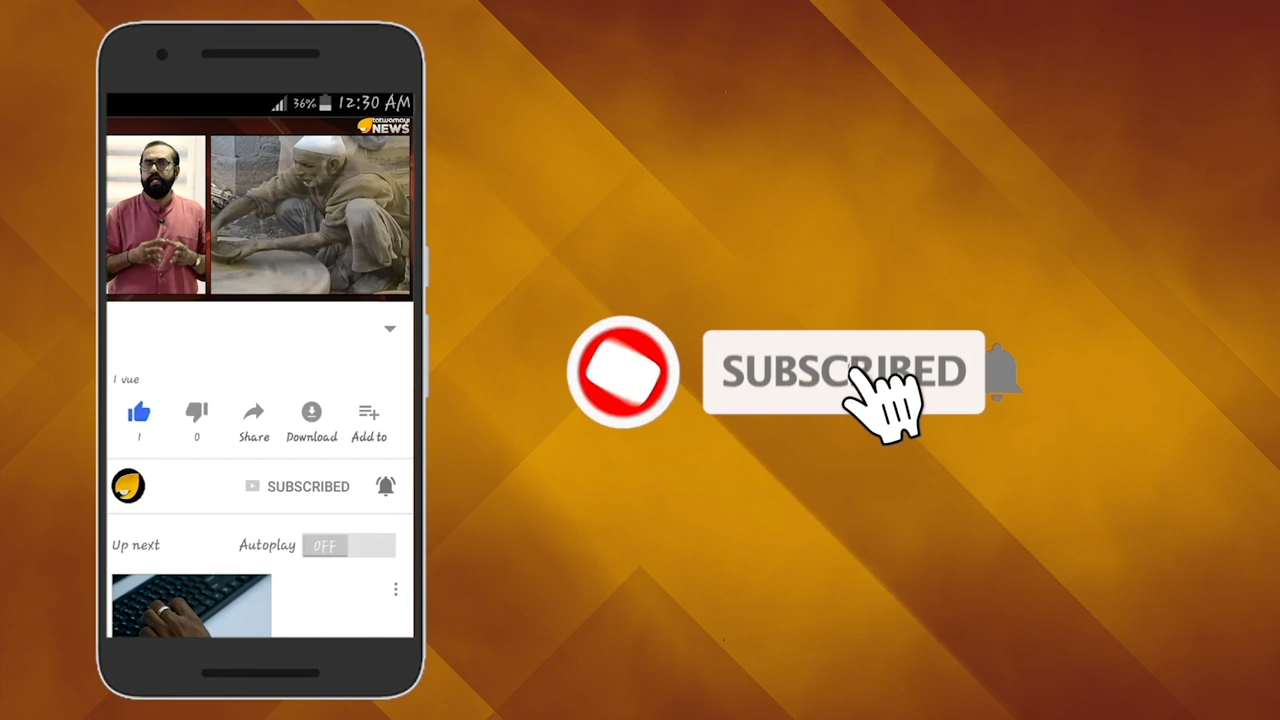 36% 12:30 AM
tatwamayi
NEWS
1 vue
1
0
Share
Download
Add to
SUBSCRIBED
Up next
Autoplay
OFF
SUBSCRIBED